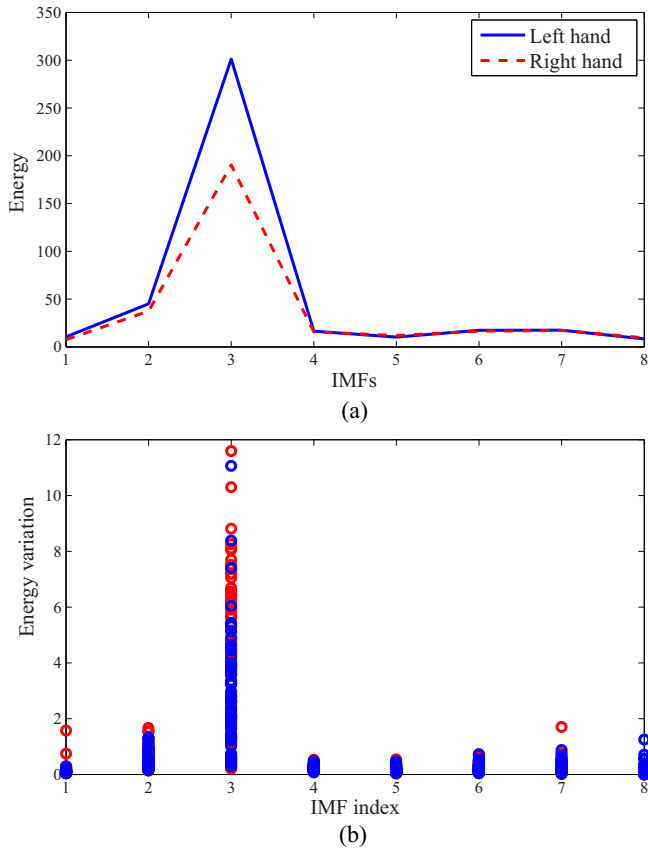 350
300
250
200
150
100
50
0
Energy
Left hand
Right hand
1 2 3 4 5 6 7 8
IMFs
(a)
12
10
8
6
4
2
0
Energy variation
1 2 3 4 5 6 7 8
IMF index
(b)